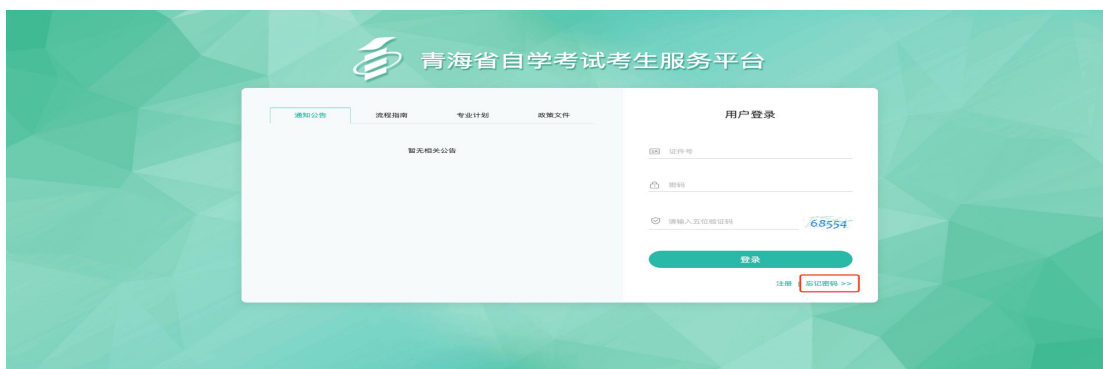 青海省自学考试考生服务平台
通知公告 流程指南 专业计划 政策文件
暂无相关公告
用户登录
证件号
密码
请输入五位验证码 68554
登录
注册 | 忘记密码 >>